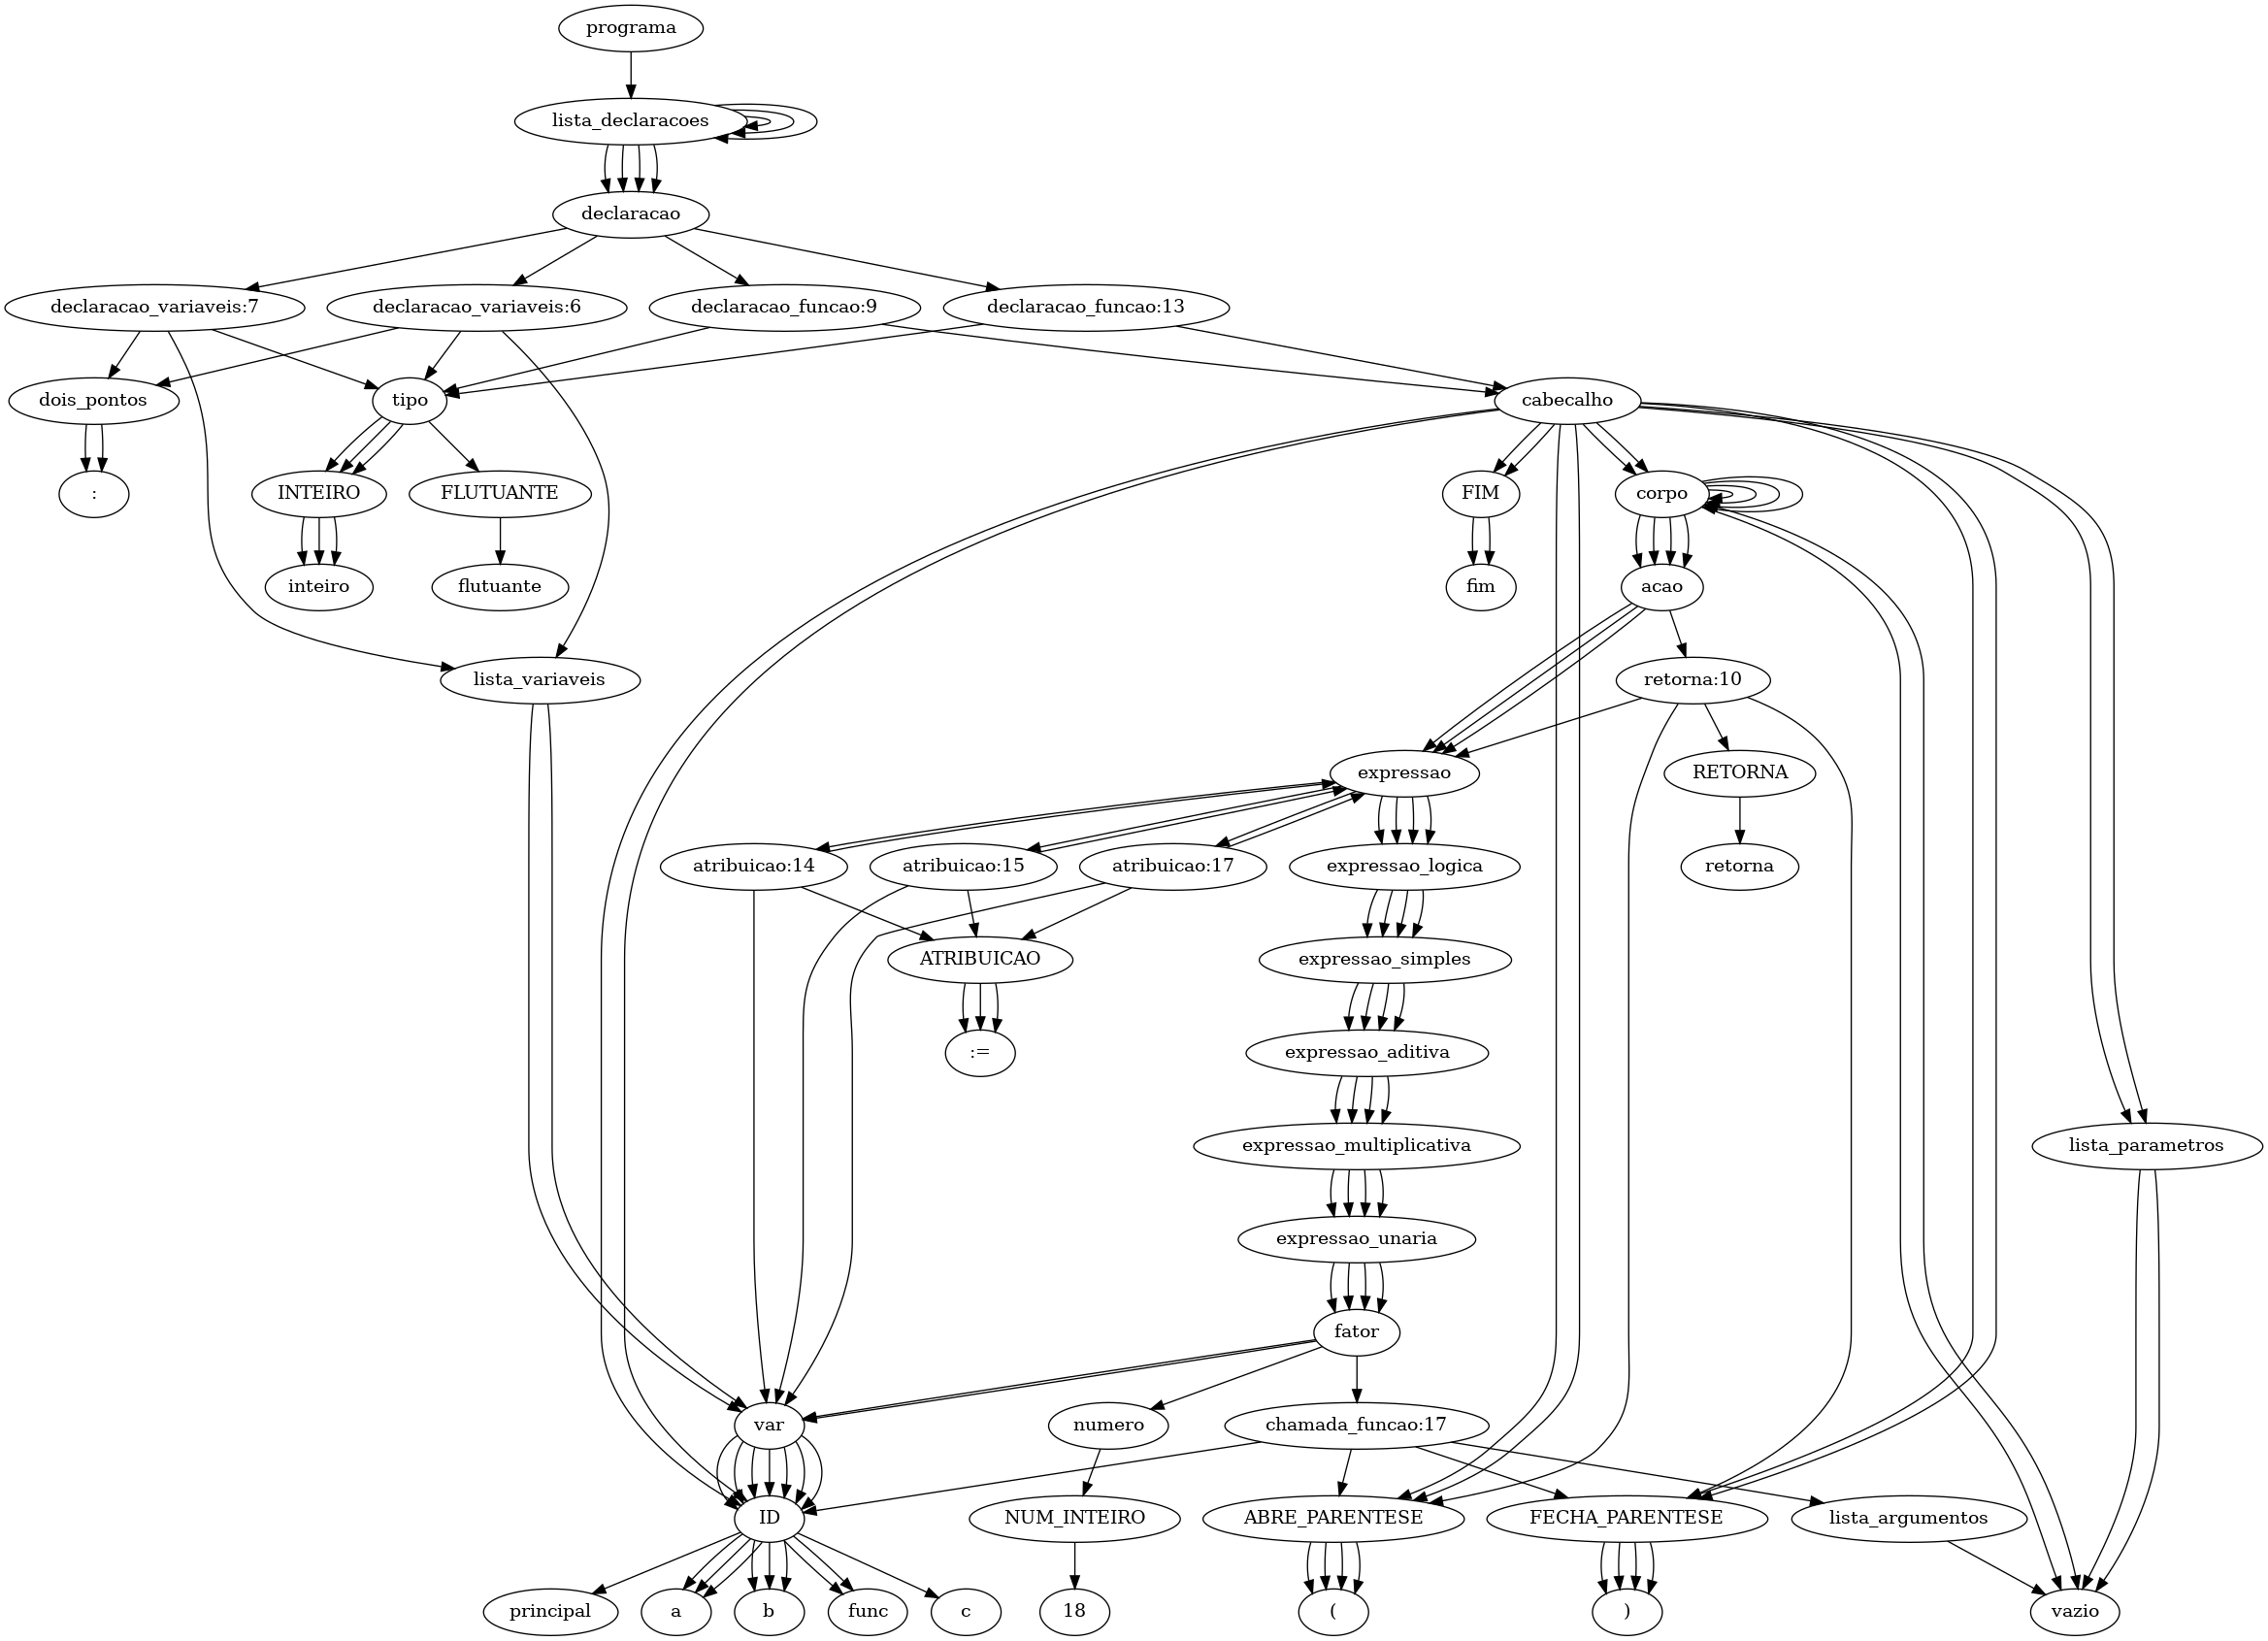 programa
lista_declaracoes
declaracao
declaracao_variaveis:7
declaracao_variaveis:6
declaracao_funcao:9
declaracao_funcao:13
dois_pontos
tipo
cabecalho
:
INTEIRO
FLUTUANTE
FIM
corpo
inteiro
flutuante
fim
acao
lista_variaveis
retorna:10
expressao
RETORNA
atribuicao:14
atribuicao:15
atribuicao:17
expressao_logica
retorna
ATRIBUICAO
expressao_simples
:=
expressao_aditiva
expressao_multiplicativa
lista_parametros
expressao_unaria
fator
var
numero
chamada_funcao:17
ID
NUM_INTEIRO
ABRE_PARENTESE
FECHA_PARENTESE
lista_argumentos
principal
a
b
func
c
18
(
)
vazio